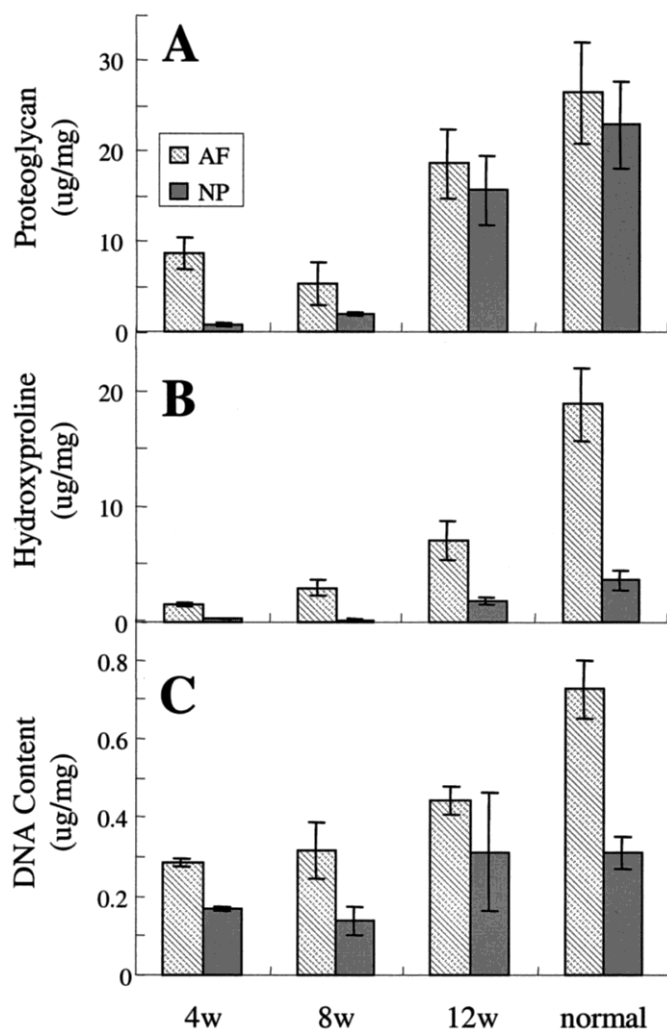 A
Proteoglycan
(ug/mg)
30
20
10
0
AF
NP
B
Hydroxyproline
(ug/mg)
20
10
0
C
DNA Content
(ug/mg)
0.8
0.6
0.4
0.2
0
4w 8w 12w normal